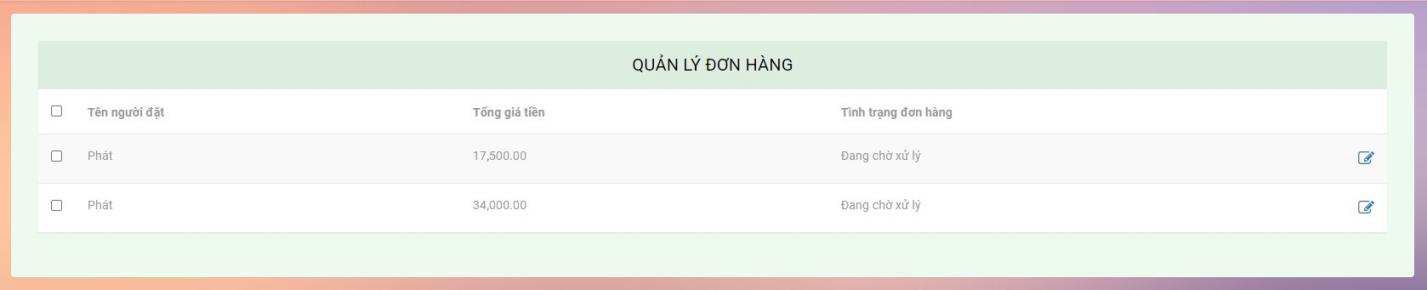 QUẢN LÝ ĐƠN HÀNG
Tên người đặt Tổng giá tiền Tình trạng đơn hàng
Phát 17,500.00 Đang chờ xử lý
Phát 34,000.00 Đang chờ xử lý